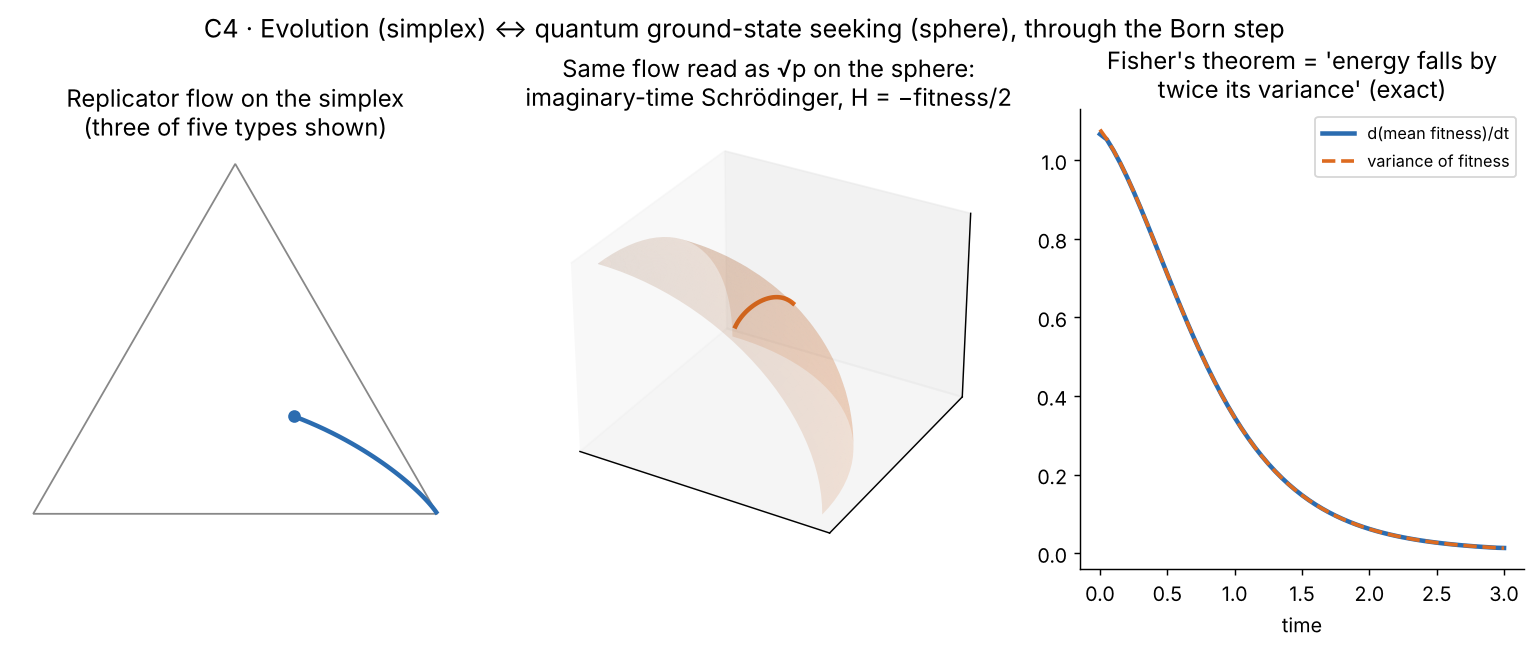 C4 · Evolution (simplex) ↔ quantum ground-state seeking (sphere), through the Born step
Replicator flow on the simplex
(three of five types shown)
Same flow read as √p on the sphere:
imaginary-time Schrödinger, H = −fitness/2
Fisher's theorem = 'energy falls by
twice its variance' (exact)
d(mean fitness)/dt
variance of fitness
1.0
0.8
0.6
0.4
0.2
0.0
0.0 0.5 1.0 1.5 2.0 2.5 3.0
time